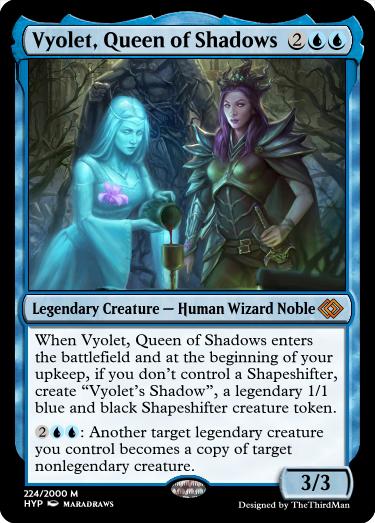 Vyolet, Queen of Shadows 2
Legendary Creature — Human Wizard Noble
When Vyolet, Queen of Shadows enters
the battlefield and at the beginning of your
upkeep, if you don't control a Shapeshifter,
create “Vyolet's Shadow”, a legendary 1/1
blue and black Shapeshifter creature token.
2: Another target legendary creature
you control becomes a copy of target
nonlegendary creature.
3/3
224/2000 M
HYP MARADRAWS
Designed by TheThirdMan